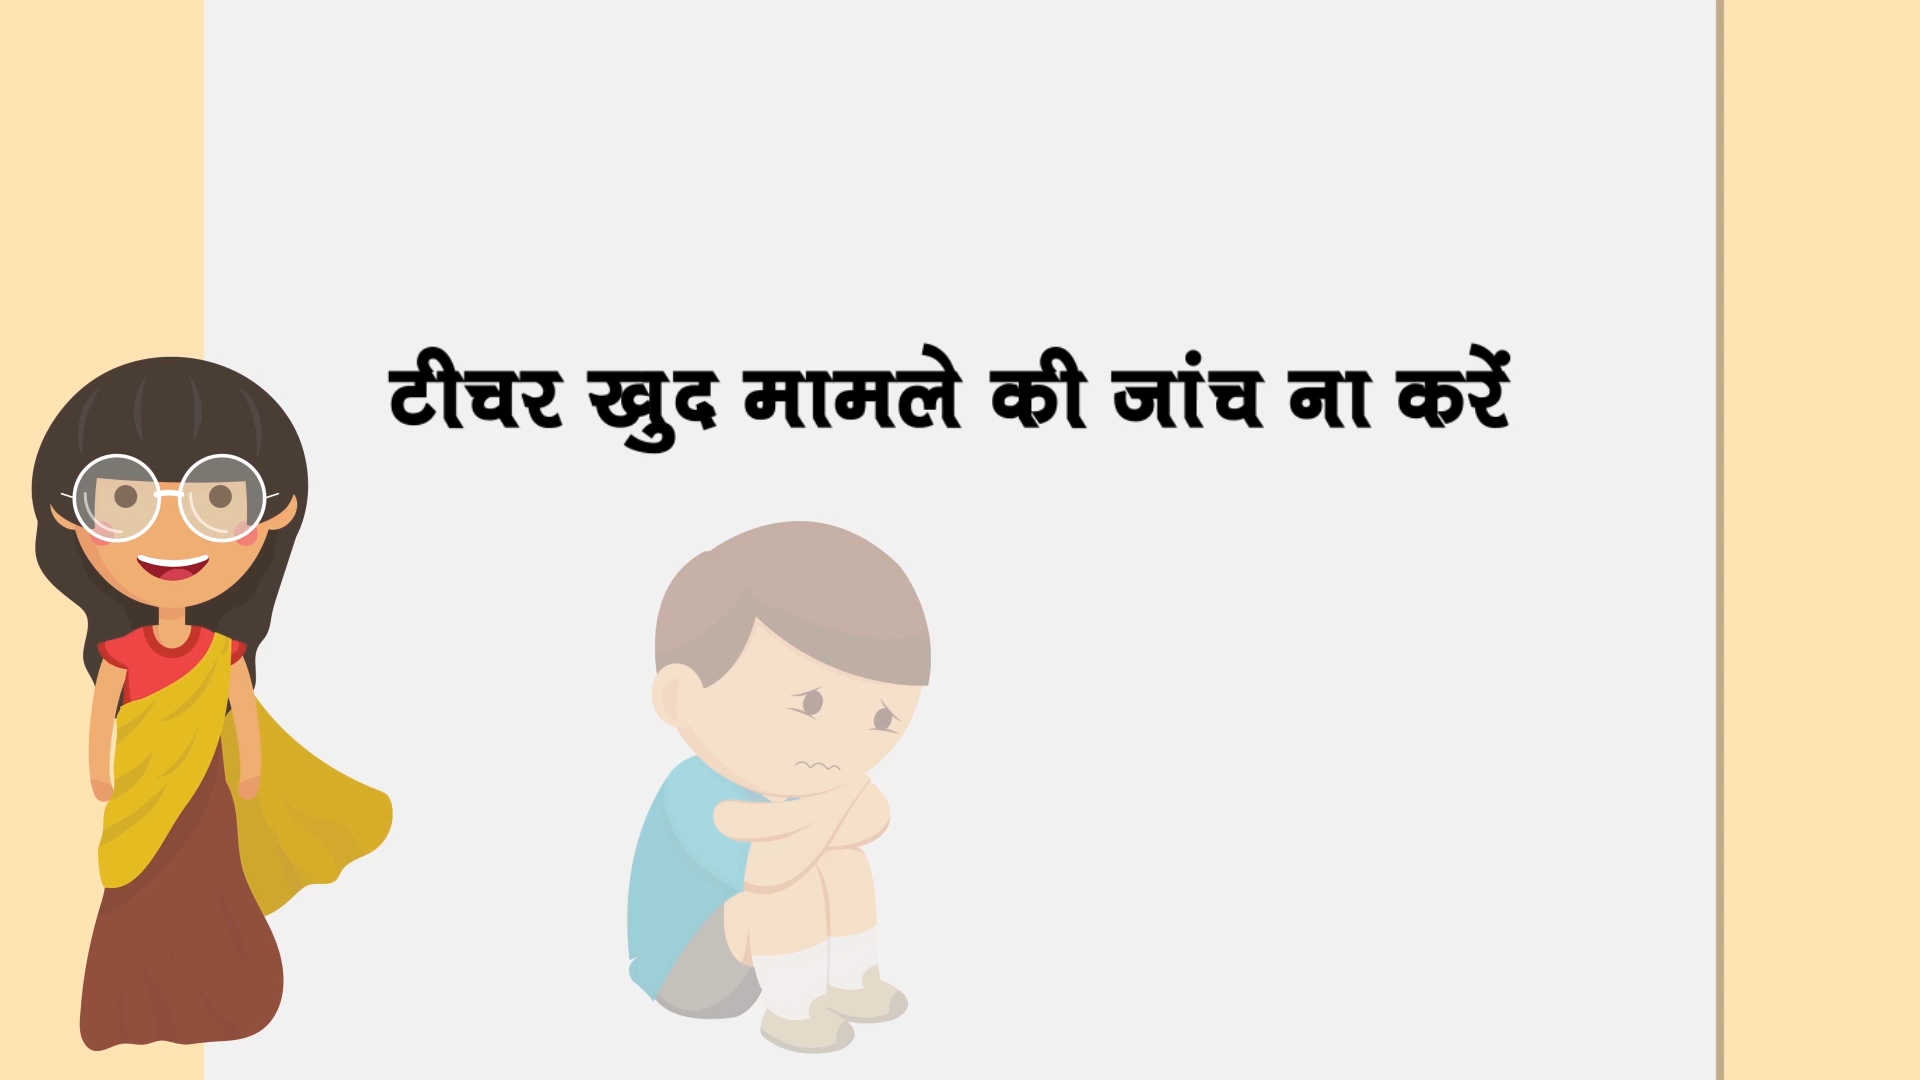 टीचर खुद मामले की जांच ना करें